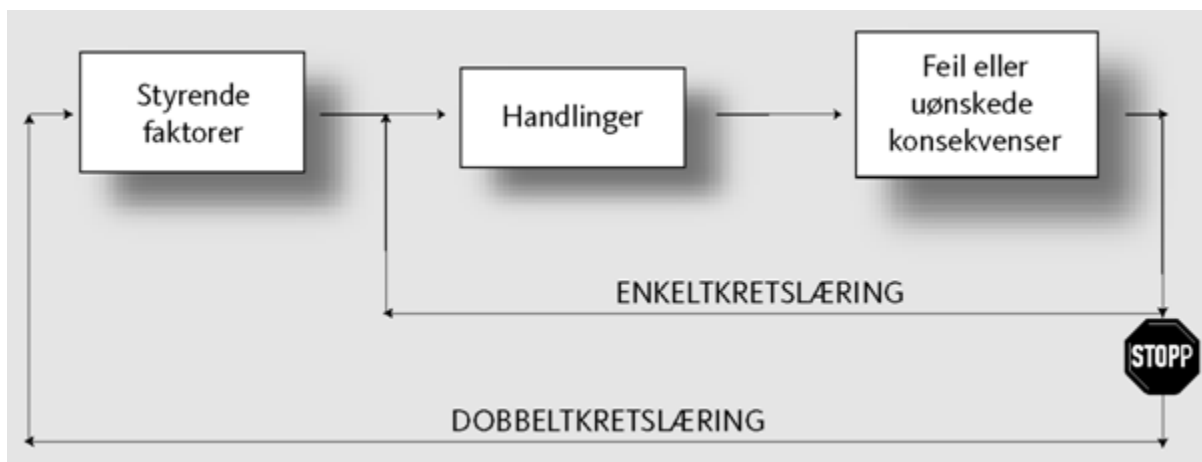 Styrende
faktorer
Handlinger
Feil eller
uønskede
konsekvenser
ENKELTKRETSLÆRING
STOPP
DOBBELTKRETSLÆRING